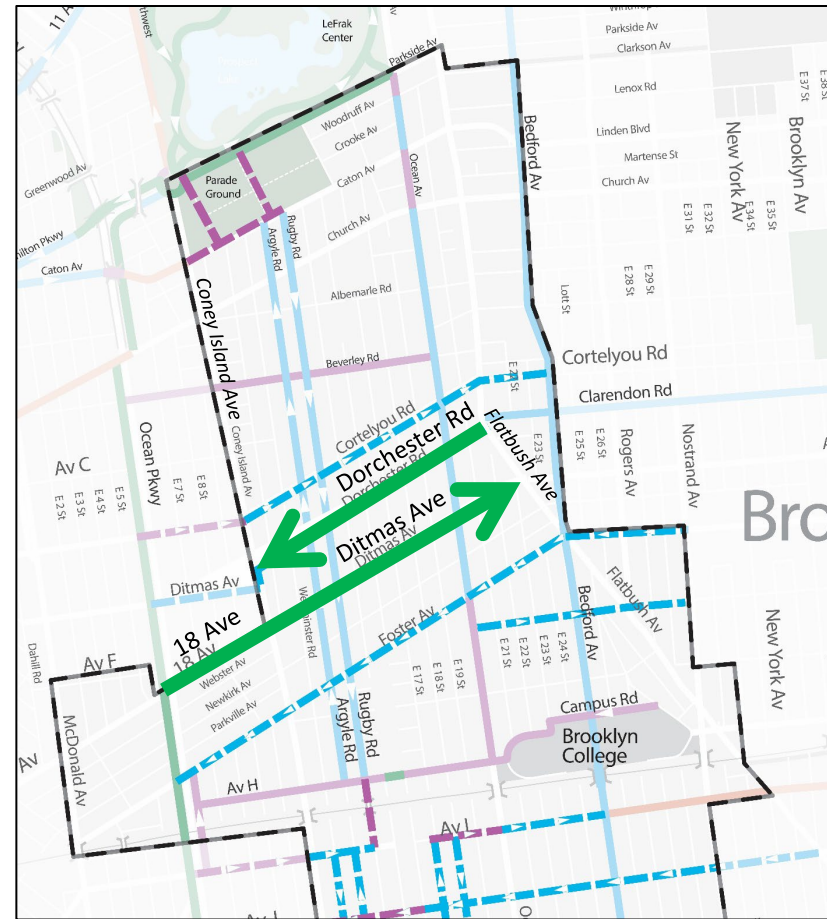 11 A
LeFrak
Center
Parkside Av
Parkside Av
Clarkson Av
Woodruff Av
Crooke Av
Lenox Rd
E 37 St
E 38 St
Bedford Av
Greenwood Av
Parade
Ground
Caton Av
Ocean Av
Linden Blvd
Martense St
New York Av
Brooklyn Av
Church Av
Church Av
E 31 St
E 32 St
E 34 St
E 35 St
milton Pkwy
Caton Av
Argyle Rd
Rugby Rd
Coney Island Ave
Albemarle Rd
Lott St
E 28 St
E 29 St
Beverley Rd
E 21 St
Cortelyou Rd
Clarendon Rd
Ocean Pkwy
Coney Island Av
Cortelyou Rd
Dorchester Rd
Dorchester Rd
Flatbush Ave
E 23 St
E 25 St
E 26 St
Rogers Av
Nostrand Av
Av C
E 2 St
E 3 St
E 4 St
E 5 St
E 7 St
E 8 St
Ditmas Ave
Ditmas Av
Bro
Ditmas Av
18 Ave
18 Av
Foster Av
Bedford Av
Flatbush Av
New York Av
Dahill Rd
Av F
Webster Av
Newkirk Av
Parkville Av
E 17 St
E 18 St
E 19 St
E 21 St
E 22 St
E 23 St
E 24 St
McDonald Av
Argyle Rd
Rugby Rd
Campus Rd
Brooklyn
College
Av
Av H
Av I